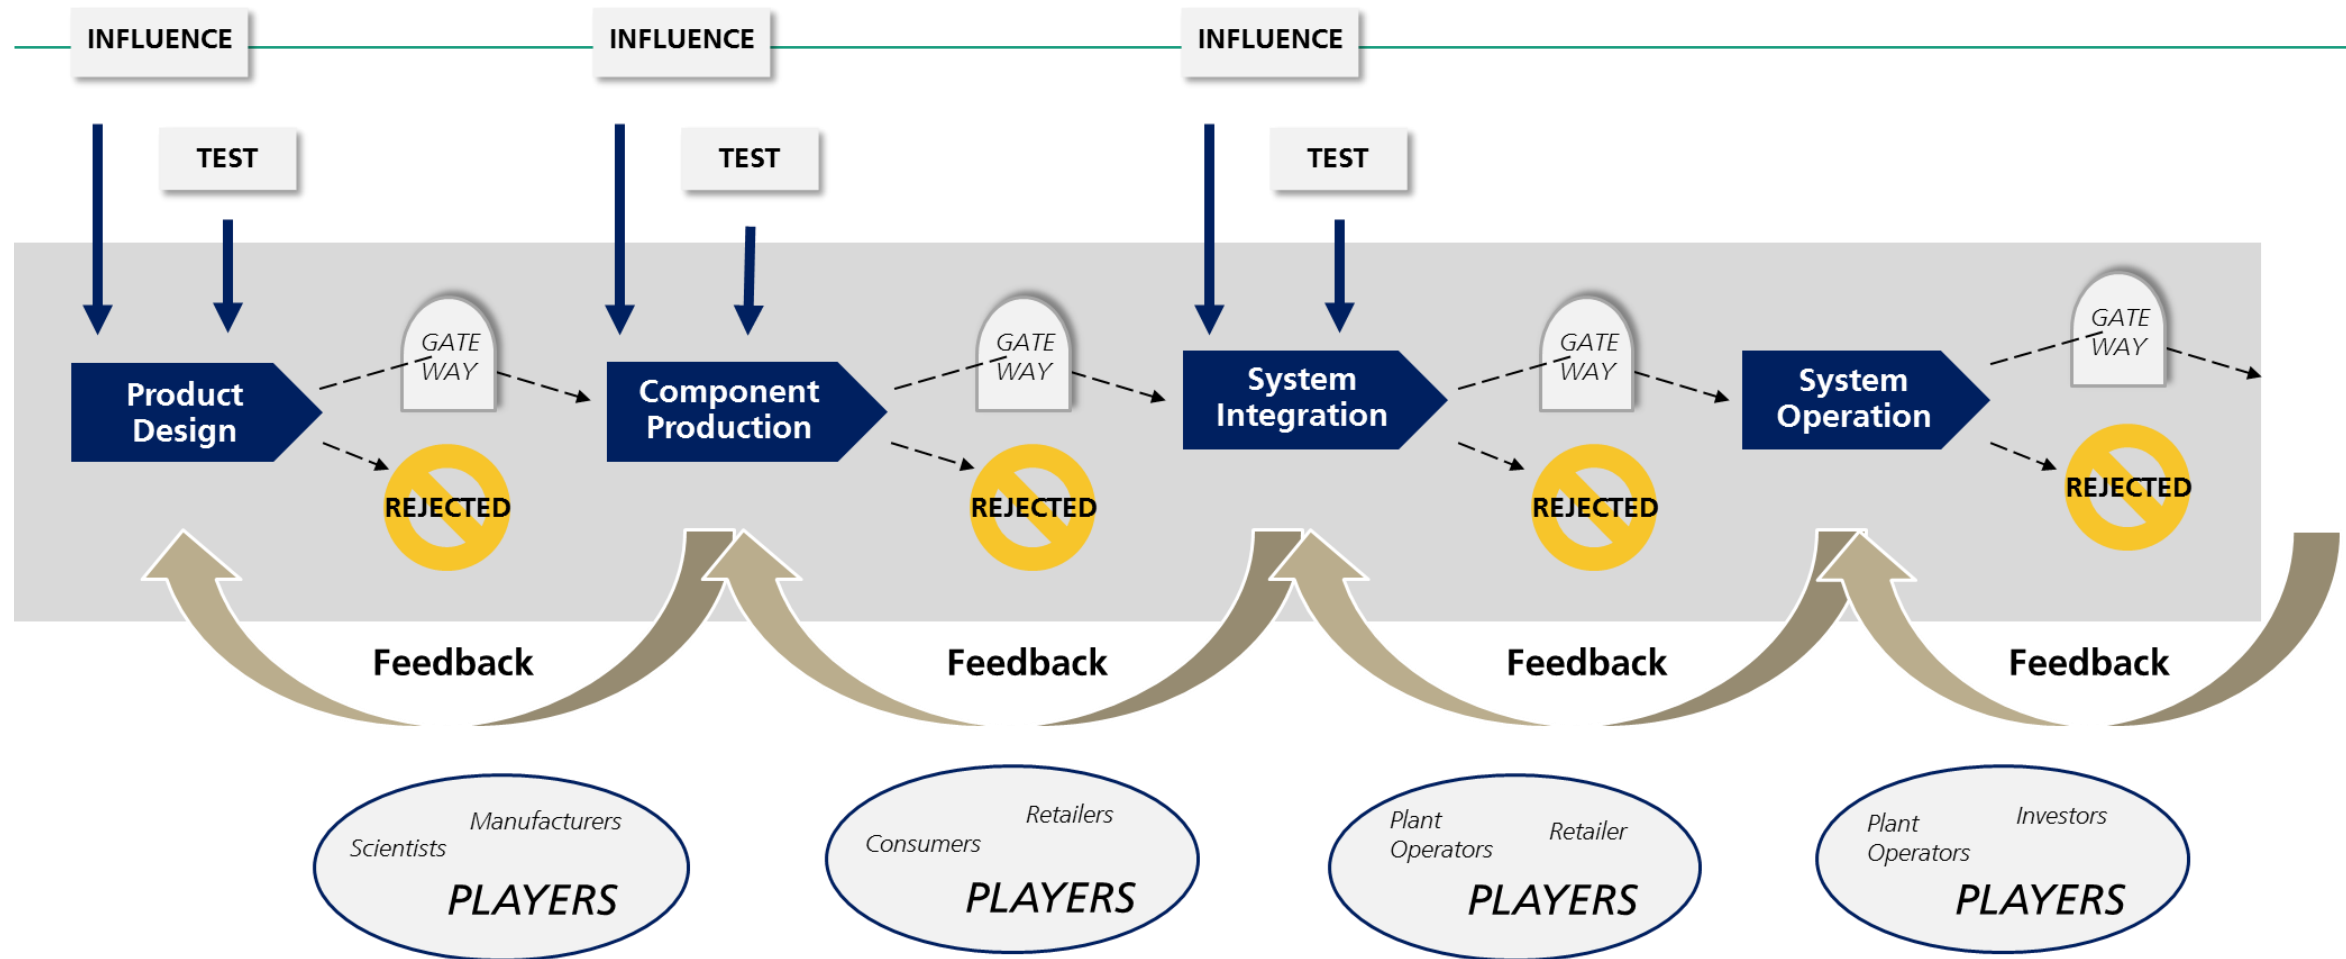 INFLUENCE
INFLUENCE
INFLUENCE
TEST
TEST
TEST
Product
Design
GATE
WAY
REJECTED
Component
Production
GATE
WAY
REJECTED
System
Integration
GATE
WAY
REJECTED
System
Operation
GATE
WAY
REJECTED
Feedback
Feedback
Feedback
Feedback
Manufacturers
Scientists
PLAYERS
Retailers
Consumers
PLAYERS
Plant
Operators
Retailer
PLAYERS
Investors
Plant
Operators
PLAYERS